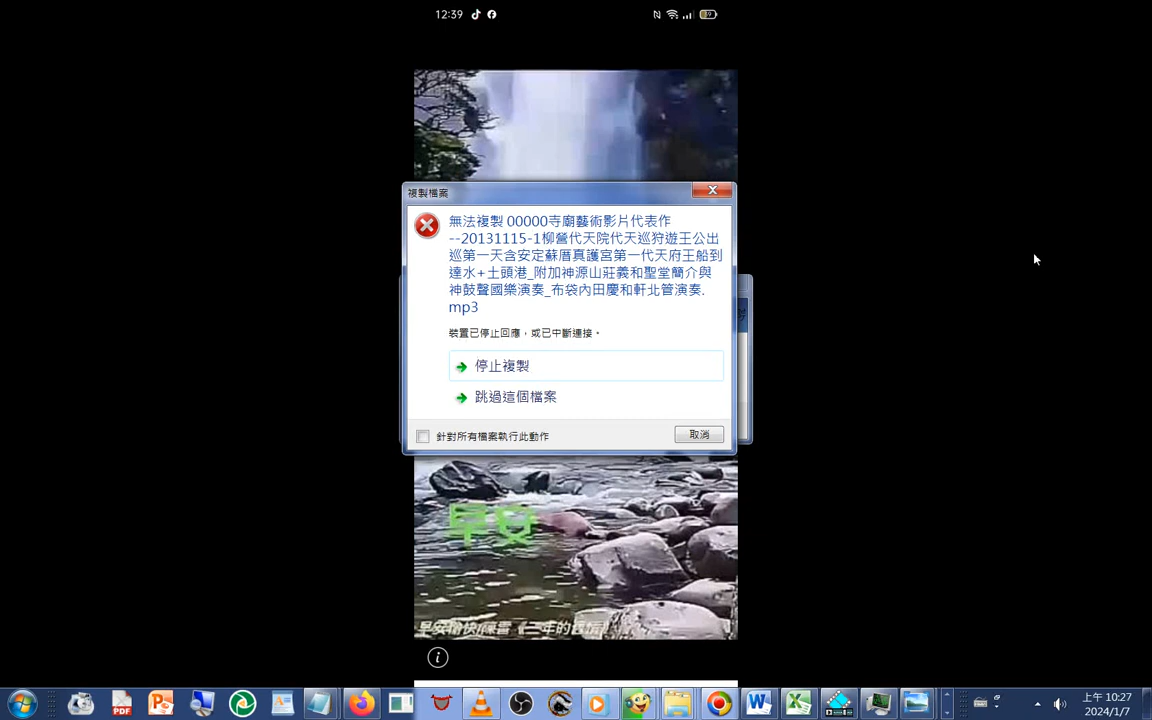 12:39
複製檔案
無法複製 00000寺廟藝術影片代表作
--20131115-1柳營代天院代天巡狩遊王公出
巡第一天含安定蘇厝真護宮第一代天府王船到
達水+土頭港_附加神源山莊義和聖堂簡介與
神鼓聲國樂演奏_布袋內田慶和軒北管演奏.
mp3
裝置已停止回應，或已中斷連接。
停止複製
跳過這個檔案
針對所有檔案執行此動作
取消
早安
上午 10:27
2024/1/7